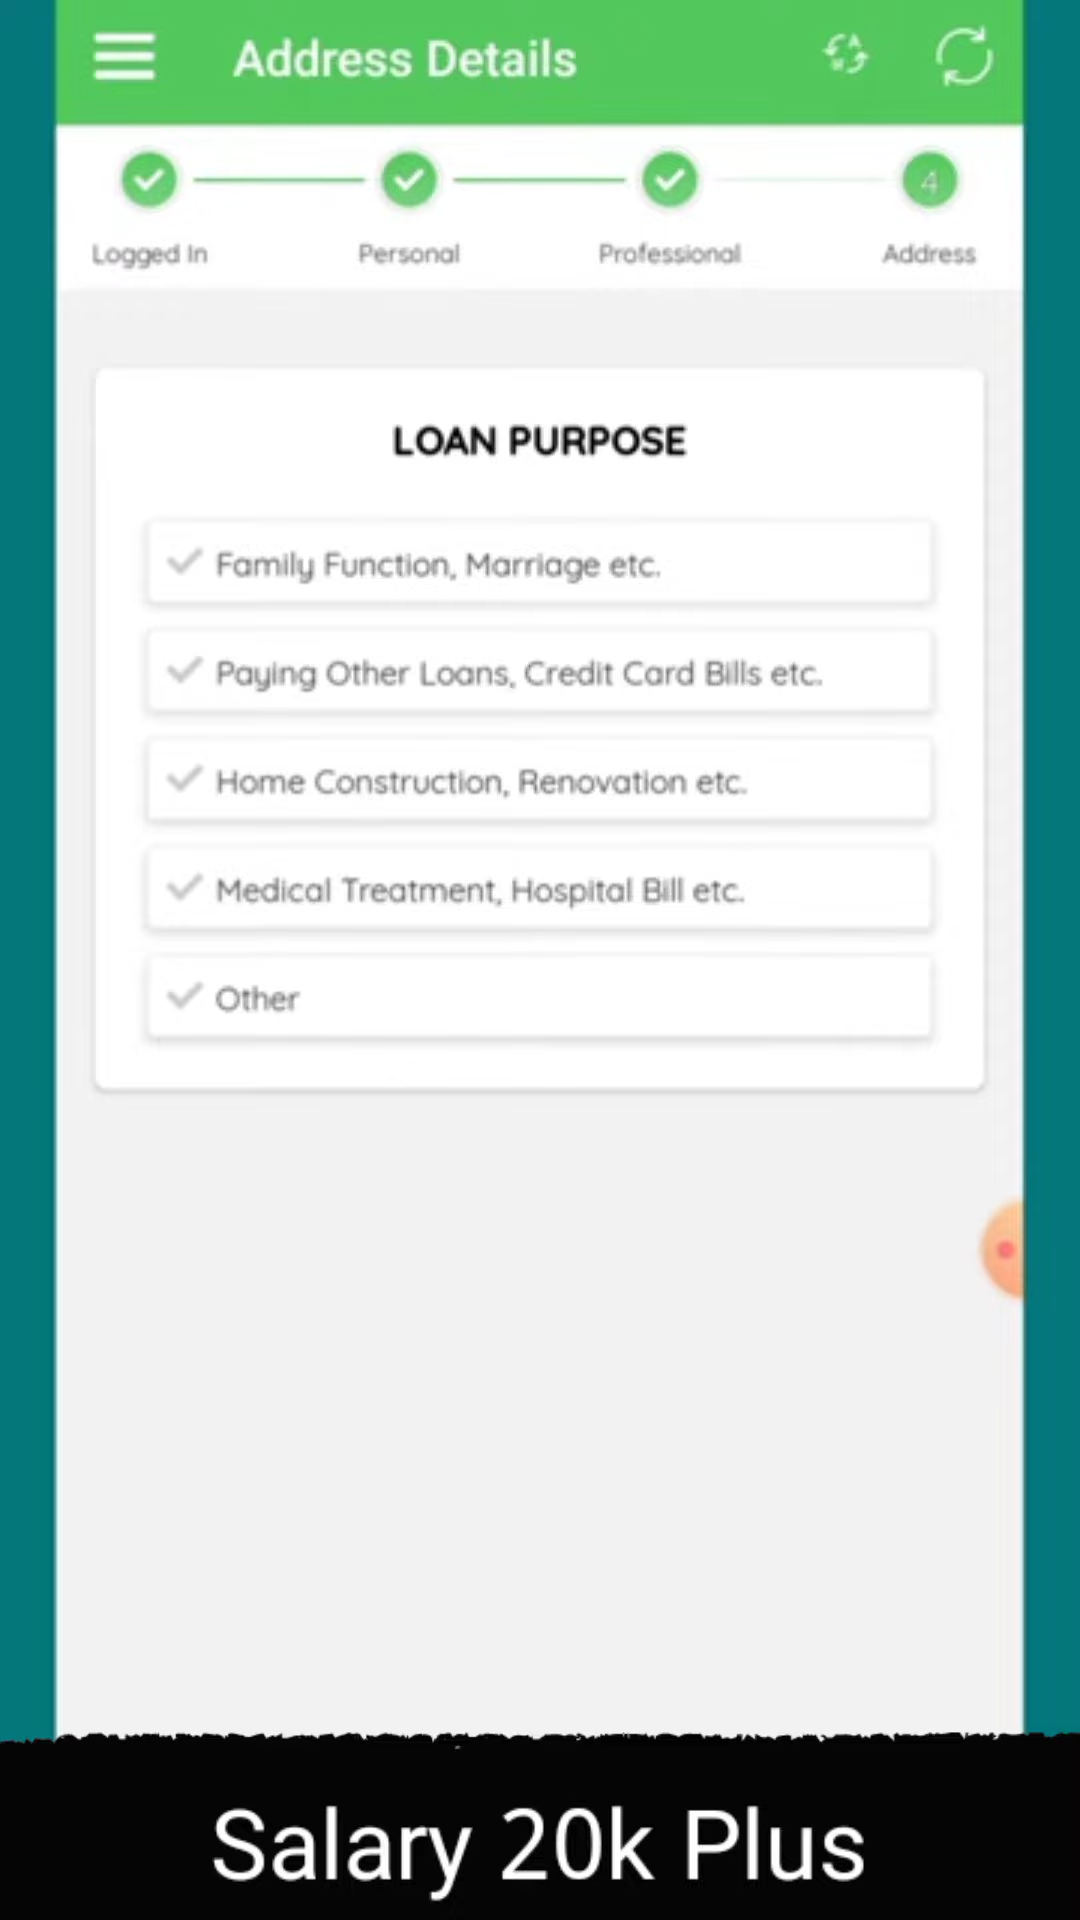 Address Details
4
Logged In
Personal
Professional
Address
LOAN PURPOSE
Family Function, Marriage etc.
Paying Other Loans, Credit Card Bills etc.
Home Construction, Renovation etc.
Medical Treatment, Hospital Bill etc.
Other
Salary 20k Plus